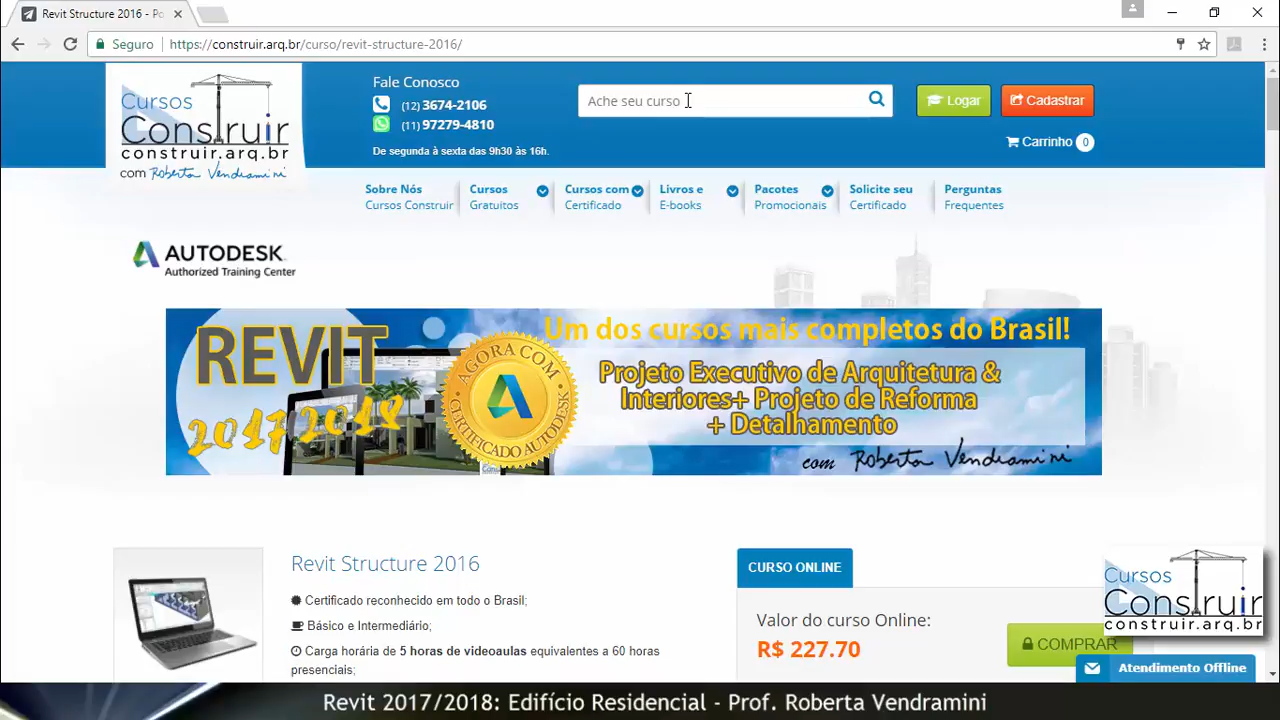 Revit Structure 2016 - Po
Seguro
https://construir.arq.br/curso/revit-structure-2016/
Cursos
Construir
construir.arq.br
com Roberta Vendramini
Fale Conosco
(12) 3674-2106
(11) 97279-4810
De segunda à sexta das 9h30 às 16h.
Ache seu curso
Logar
Cadastrar
Carrinho 0
Sobre Nós
Cursos Construir
Cursos
Gratuitos
Cursos com
Certificado
Livros e
E-books
Pacotes
Promocionais
Solicite seu
Certificado
Perguntas
Frequentes
AUTODESK.
Authorized Training Center
REVIT
2017/2018
AGORA COM
CERTIFICADO AUTODESK
Um dos cursos mais completos do Brasil!
Projeto Executivo de Arquitetura &
Interiores+ Projeto de Reforma
+ Detalhamento
com Roberta Vendramini
Revit Structure 2016
Certificado reconhecido em todo o Brasil;
Básico e Intermediário;
Carga horária de 5 horas de videoaulas equivalentes a 60 horas
presenciais;
CURSO ONLINE
Valor do curso Online:
R$ 227.70
COMPRAR
Cursos
Construir
construir.arq.br
Atendimento Offline
Revit 2017/2018: Edifício Residencial - Prof. Roberta Vendramini